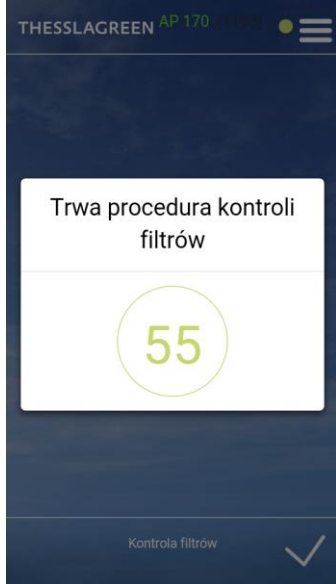 THESSLAGREEN AP 170
Trwa procedura kontroli
filtrów
55
Kontrola filtrów